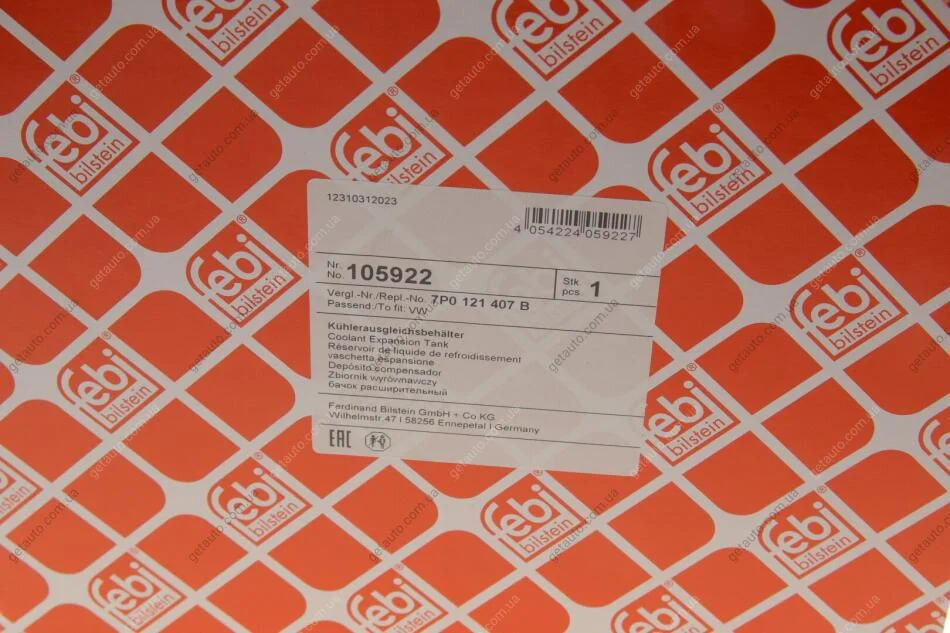 12310312023
4 054224 059227
Nr.
No. 105922
Stk.
pcs. 1
Vergl.-Nr./Repl.-No. 7P0 121 407 B
Passend:/To fit: VW
Kühlerausgleichsbehälter
Coolant Expansion Tank
Réservoir de liquide de refroidissement
vaschetta espansione
Depósito compensador
Zbiornik wyrównawczy
бачок расширительный
Ferdinand Bilstein GmbH + Co KG
Wilhelmstr. 47 I 58256 Ennepetal I Germany
EAC
febi
bilstein
getauto.com.ua